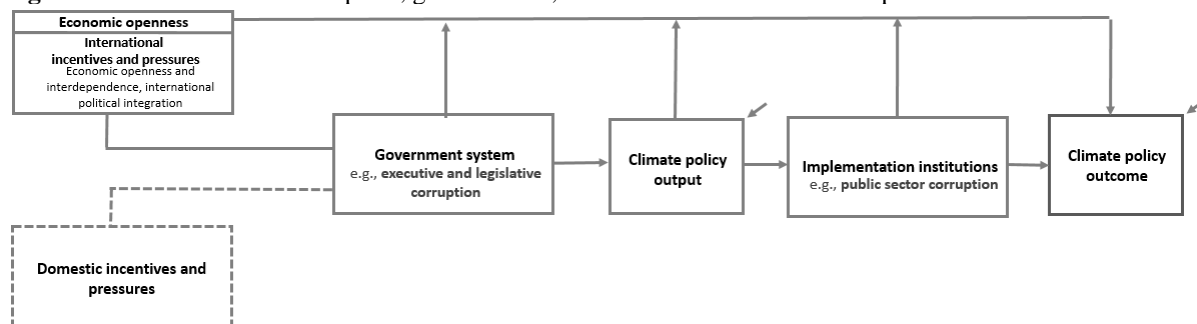 Economic openness
International
incentives and pressures
Economic openness and
interdependence, international
political integration
Government system
e.g., executive and legislative
corruption
Climate policy
output
Implementation institutions
e.g., public sector corruption
Climate policy
outcome
Domestic incentives and
pressures